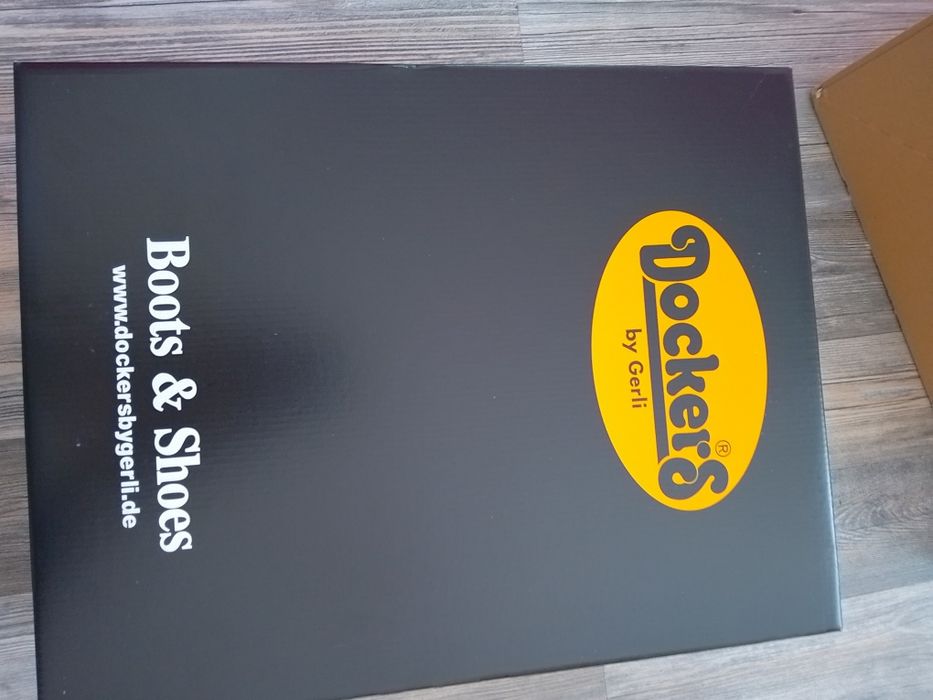 Dockers®
by Gerli
Boots & Shoes
www.dockersbygerli.de